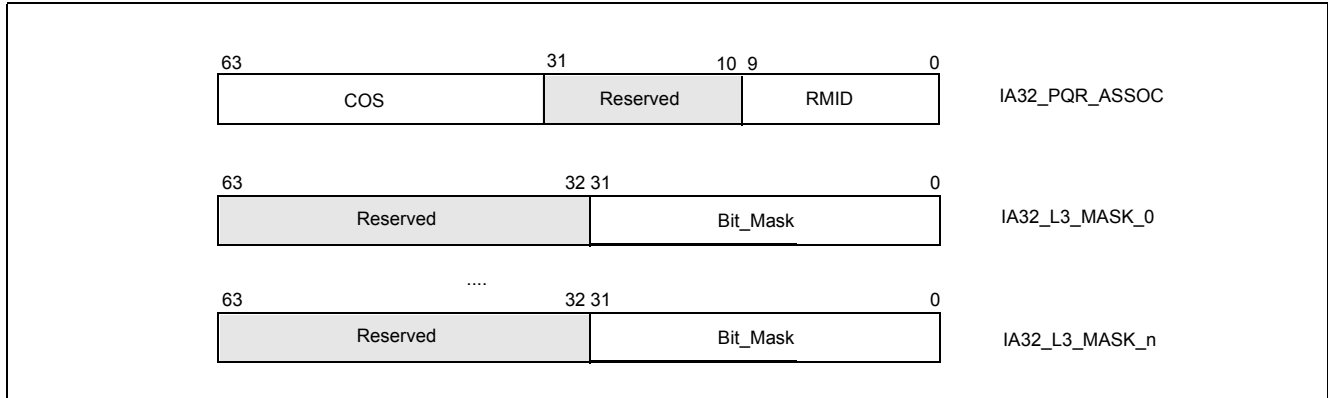 63 31 10 9 0
COS Reserved RMID IA32_PQR_ASSOC
63 32 31 0
Reserved Bit_Mask IA32_L3_MASK_0
....
63 32 31 0
Reserved Bit_Mask IA32_L3_MASK_n